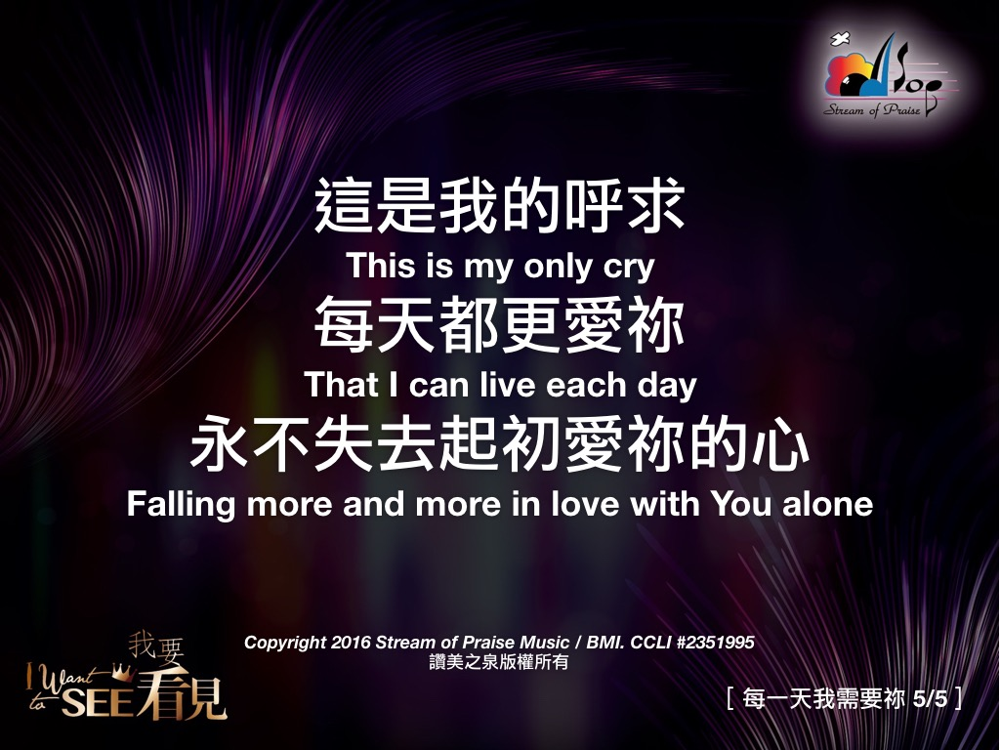 Sop
Stream of Praise
這是我的呼求
This is my only cry
每天都更愛祢
That I can live each day
永不失去起初愛祢的心
Falling more and more in love with You alone
Copyright 2016 Stream of Praise Music / BMI. CCLI #2351995
讚美之泉版權所有
我要
I Want
to SEE 看見
[ 每一天我需要祢 5/5 ]